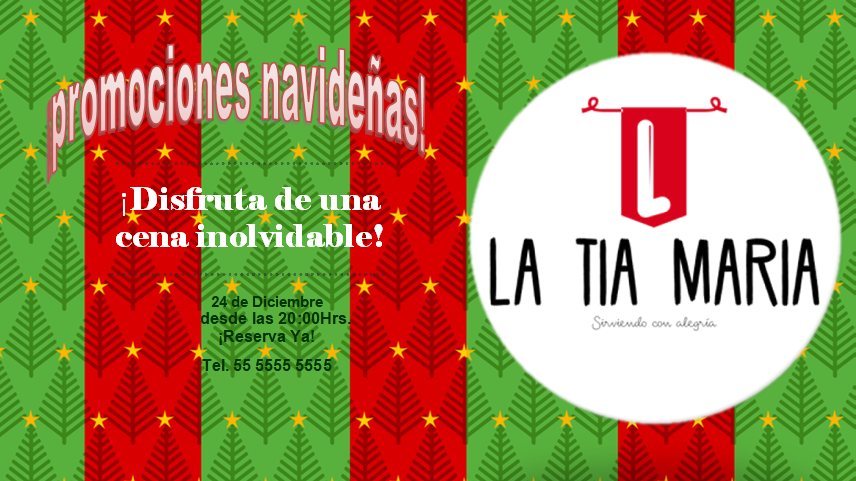 ¡promociones navideñas!
¡Disfruta de una
cena inolvidable!
24 de Diciembre
desde las 20:00Hrs.
¡Reserva Ya!
Tel. 55 5555 5555
L
LA TIA MARIA
Sirviendo con alegría